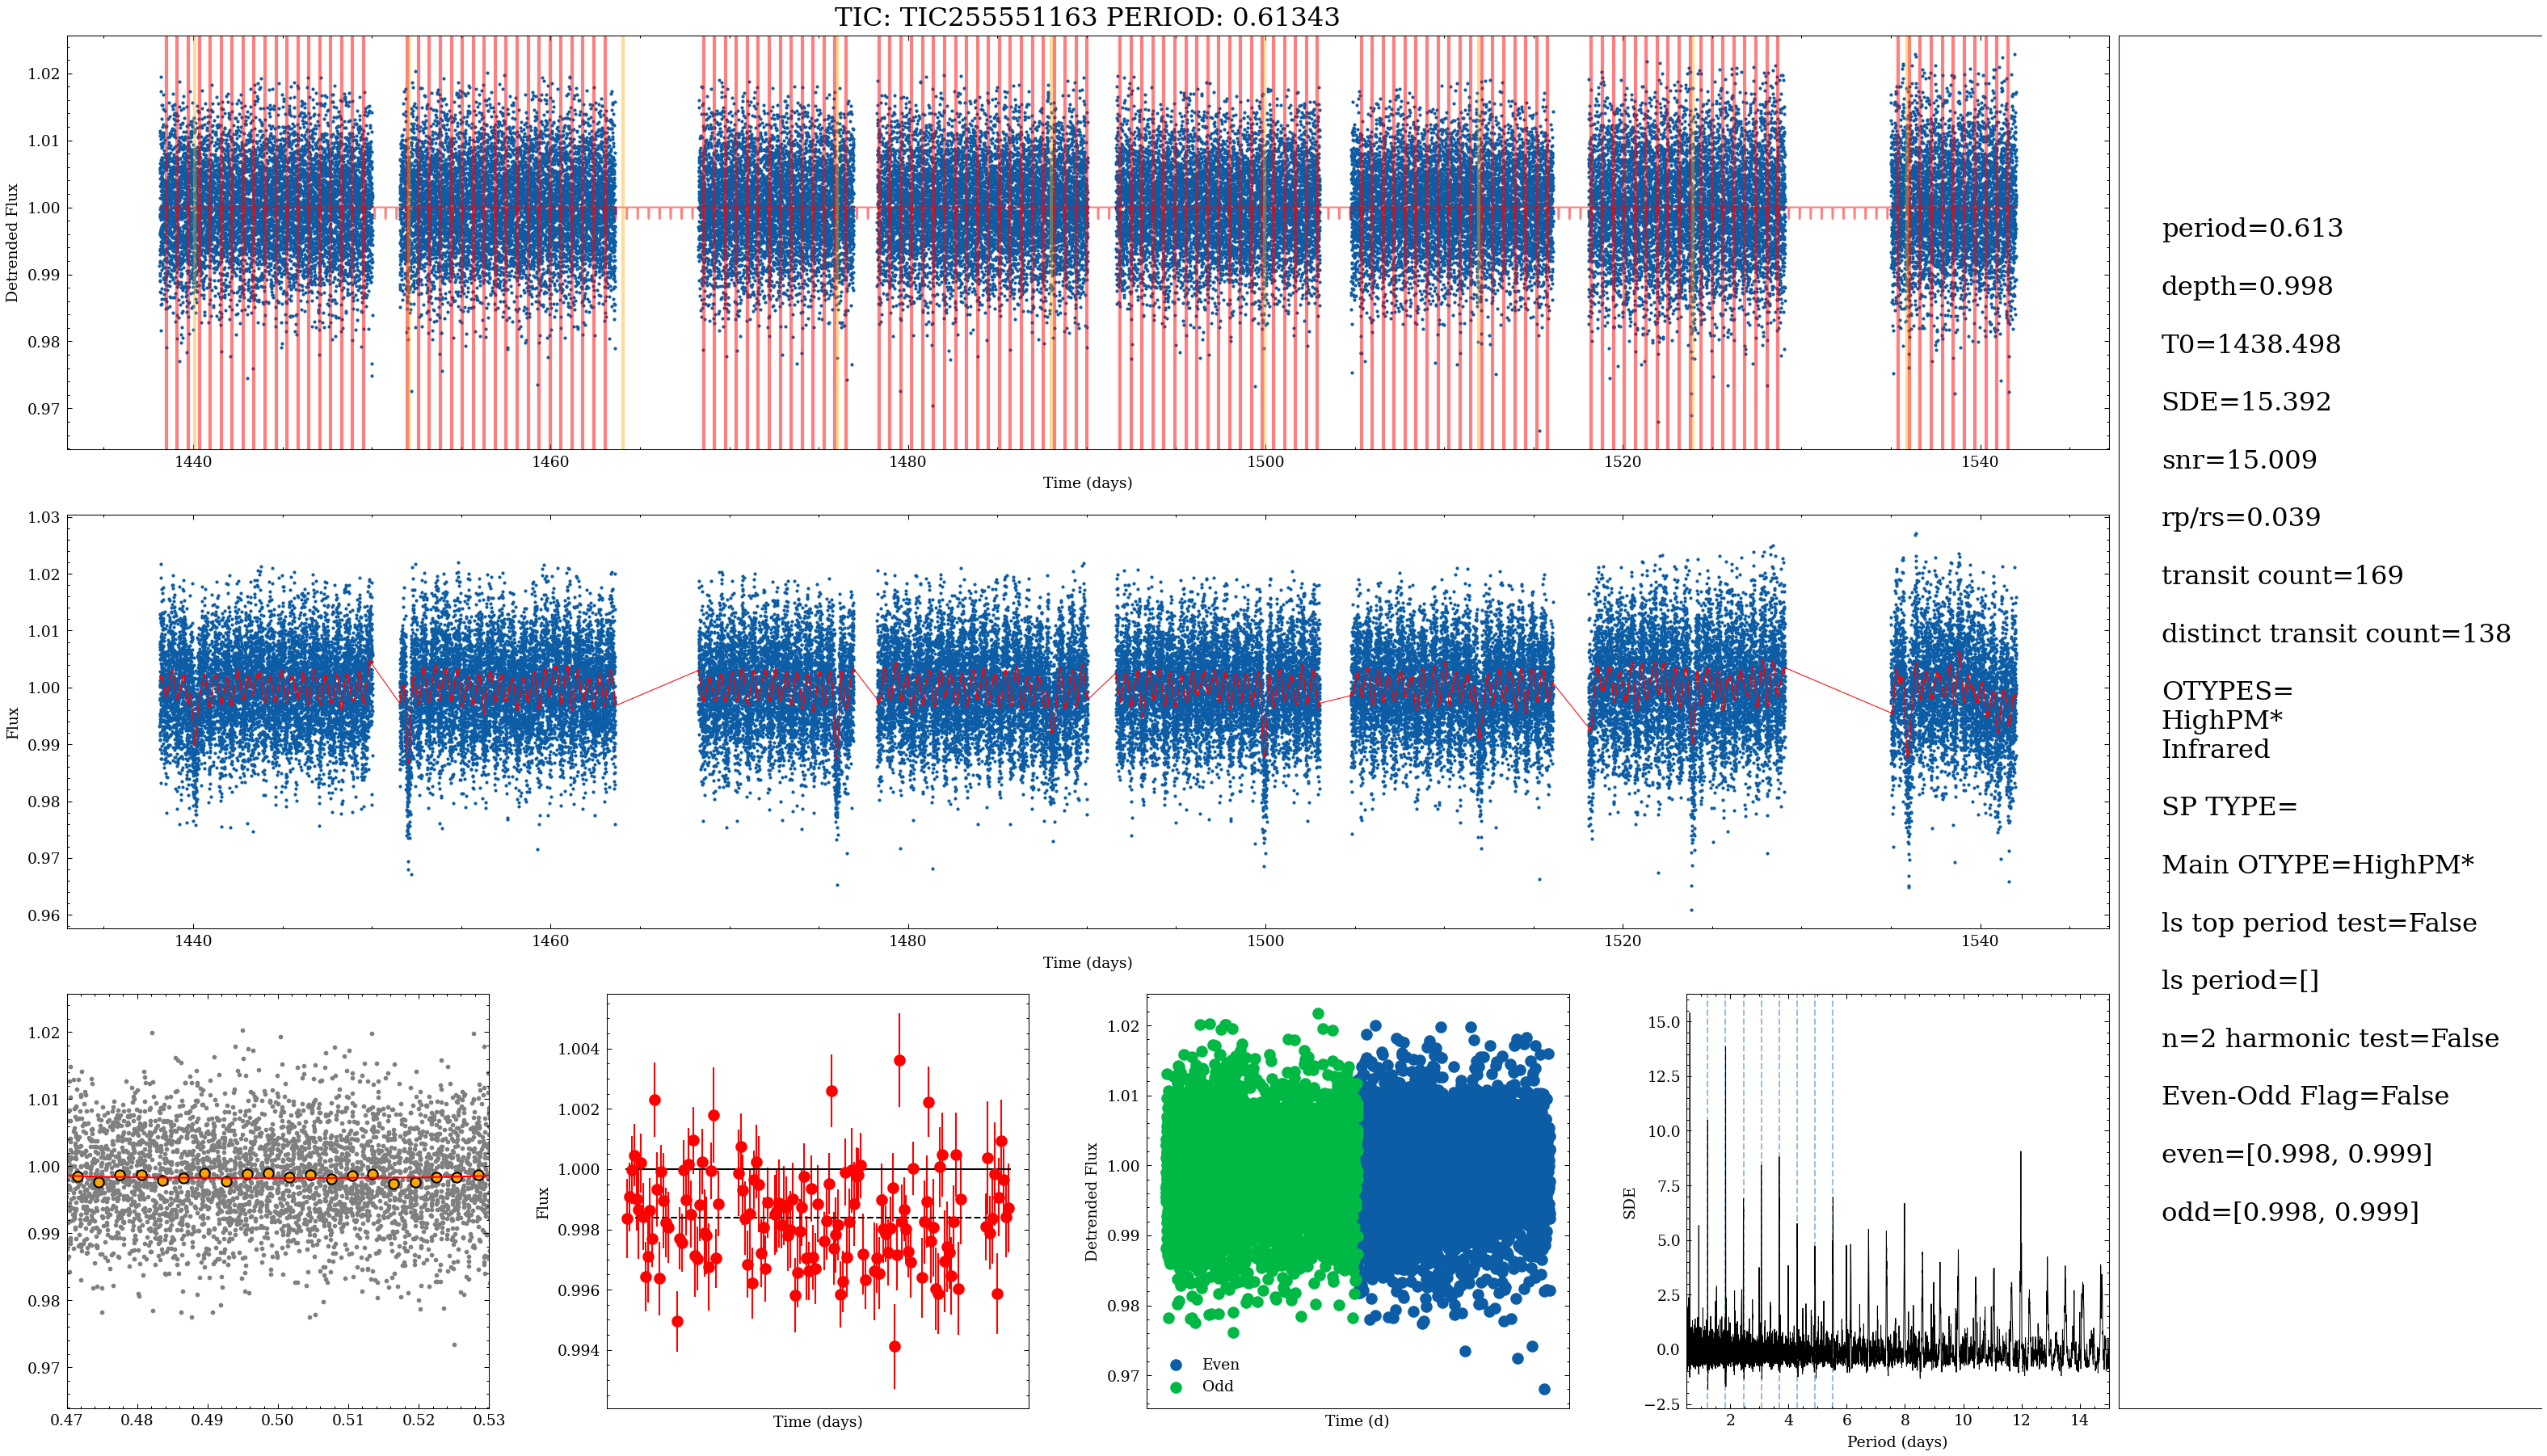 TIC: TIC255551163 PERIOD: 0.61343
1.02
1.01
1.00
0.99
0.98
0.97
Detrended Flux
1440
1460
1480
1500
1520
1540
Time (days)
1.03
1.02
1.01
1.00
0.99
0.98
0.97
0.96
Flux
1440
1460
1480
1500
1520
1540
Time (days)
1.02
1.01
1.00
0.99
0.98
0.97
0.47
0.48
0.49
0.50
0.51
0.52
0.53
1.004
1.002
1.000
0.998
0.996
0.994
Flux
Time (days)
1.02
1.01
1.00
0.99
0.98
0.97
Detrended Flux
Even
Odd
Time (d)
15.0
12.5
10.0
7.5
5.0
2.5
0.0
−2.5
SDE
2
4
6
8
10
12
14
Period (days)
period=0.613
depth=0.998
T0=1438.498
SDE=15.392
snr=15.009
rp/rs=0.039
transit count=169
distinct transit count=138
OTYPES=
HighPM*
Infrared
SP TYPE=
Main OTYPE=HighPM*
ls top period test=False
ls period=[]
n=2 harmonic test=False
Even-Odd Flag=False
even=[0.998, 0.999]
odd=[0.998, 0.999]